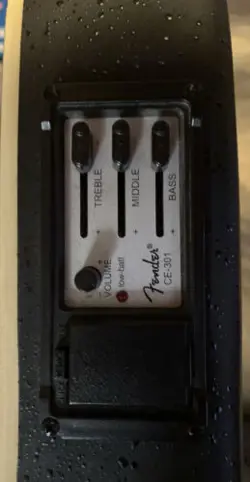 TREBLE
MIDDLE
BASS
VOLUME
low-batt
Fender®
CE-301